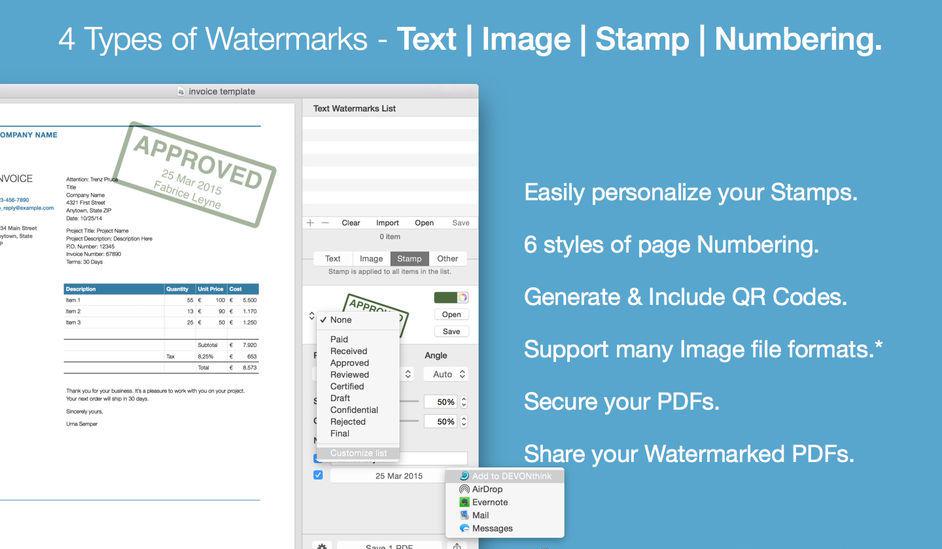 4 Types of Watermarks - Text | Image | Stamp | Numbering.
invoice template
OMPANY NAME
NVOICE
3-456-7890
o_reply@example.com
34 Main Street
nytown, State
P
Attention: Trenz Pruca
Title
Company Name
4321 First Street
Anytown, State ZIP
Date: 10/25/14
Project Title: Project Name
Project Description: Description Here
P.O. Number: 12345
Invoice Number: 67890
Terms: 30 Days
APPROVED
25 Mar 2015
Fabrice Leyne
Description Quantity Unit Price Cost
Item 1 55 € 100 € 5,500
Item 2 13 € 90 € 1,170
Item 3 25 € 50 € 1,250
Subtotal € 7,920
Tax 8,25% € 653
Total € 8,573
Thank you for your business. It's a pleasure to work with you on your project.
Your next order will ship in 30 days.
Sincerely yours,
Urna Semper
Text Watermarks List
+ − Clear Import Open Save
0 item
Text Image Stamp Other
Stamp is applied to all items in the list.
APPROVED
Open
Save
✓ None
Paid
Received
Approved
Reviewed
Certified
Draft
Confidential
Rejected
Final
Customize list
Angle
Auto
50%
50%
25 Mar 2015
Save 1 PDF
Add to DEVONthink
AirDrop
Evernote
Mail
Messages
Easily personalize your Stamps.
6 styles of page Numbering.
Generate & Include QR Codes.
Support many Image file formats.*
Secure your PDFs.
Share your Watermarked PDFs.